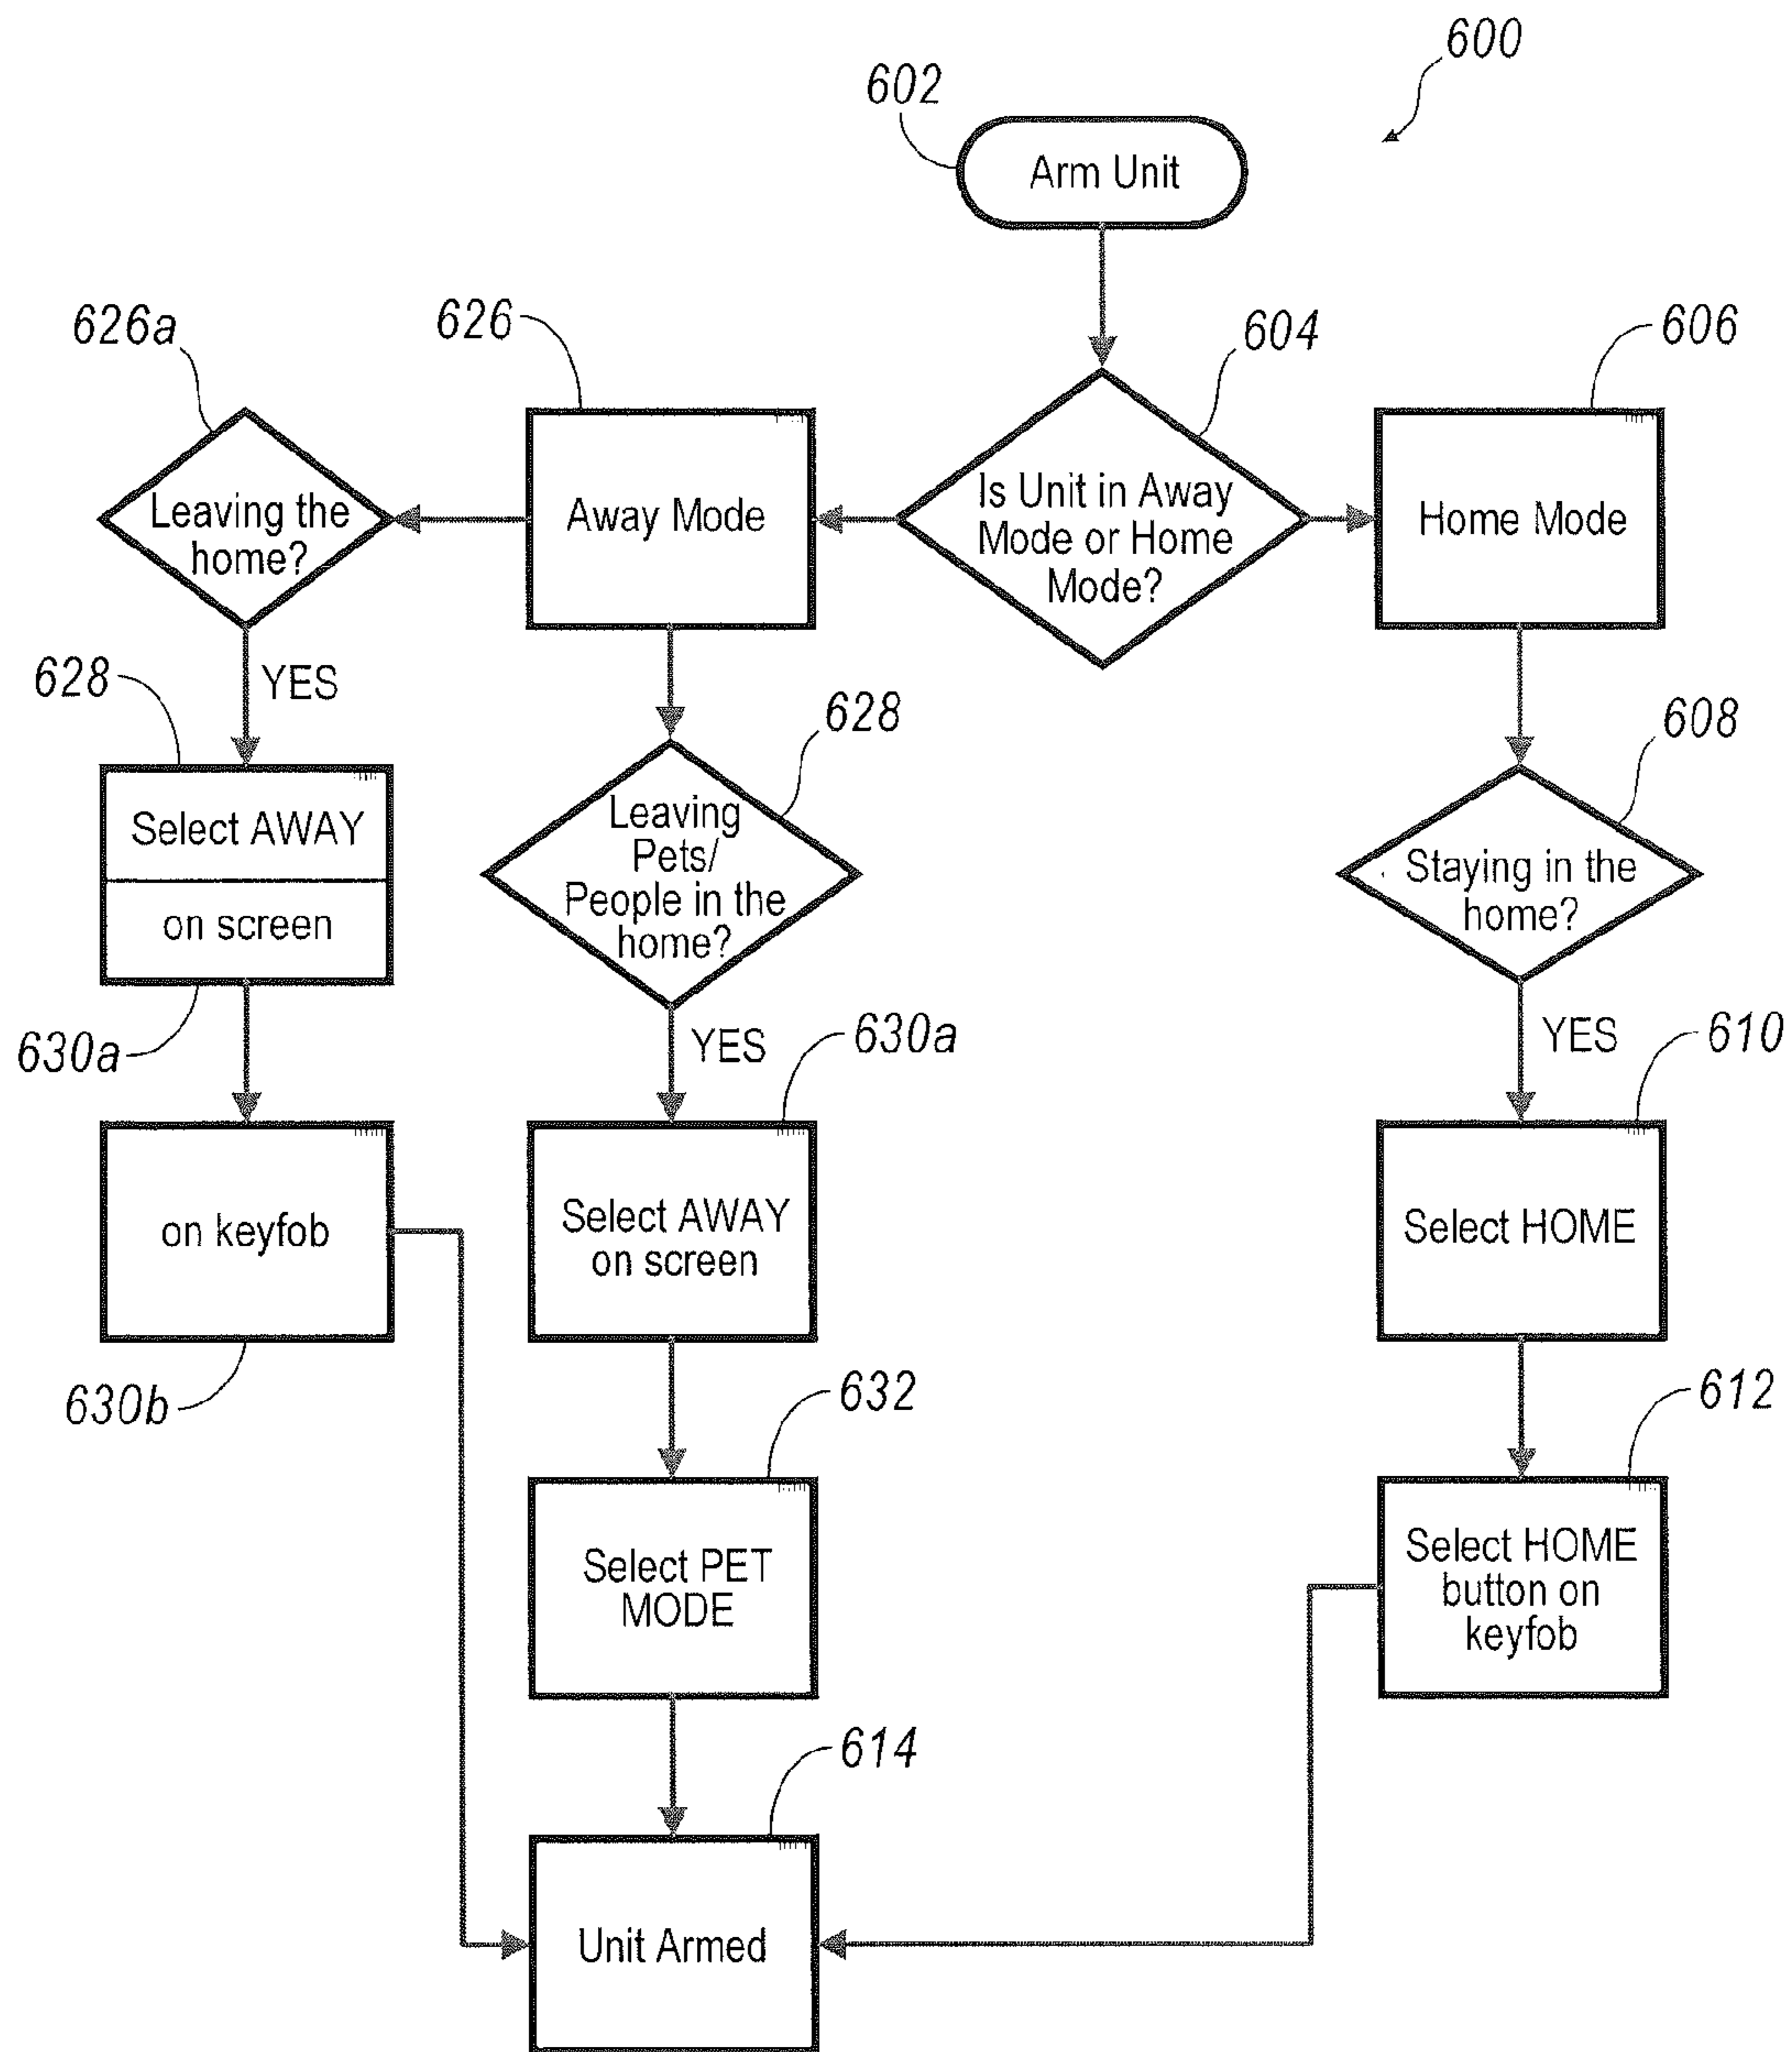 600
602
Arm Unit
626a
626
604
606
Leaving the
home?
Away Mode
Is Unit in Away
Mode or Home
Mode?
Home Mode
YES
628
628
608
Select AWAY
on screen
Leaving
Pets/
People in the
home?
Staying in the
home?
630a
YES
630a
YES
610
on keyfob
Select AWAY
on screen
Select HOME
630b
632
612
Select PET
MODE
Select HOME
button on
keyfob
614
Unit Armed